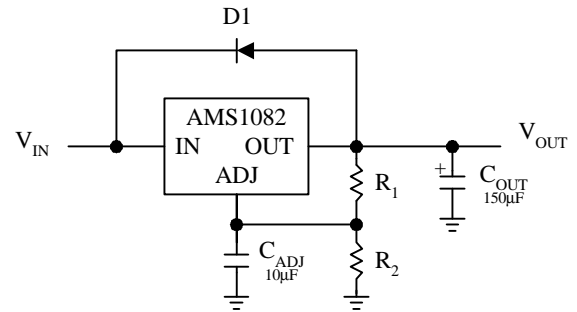 D1
AMS1082
V_IN
IN OUT
V_OUT
ADJ
+
C_OUT
150µF
R_1
C_ADJ
10µF
R_2